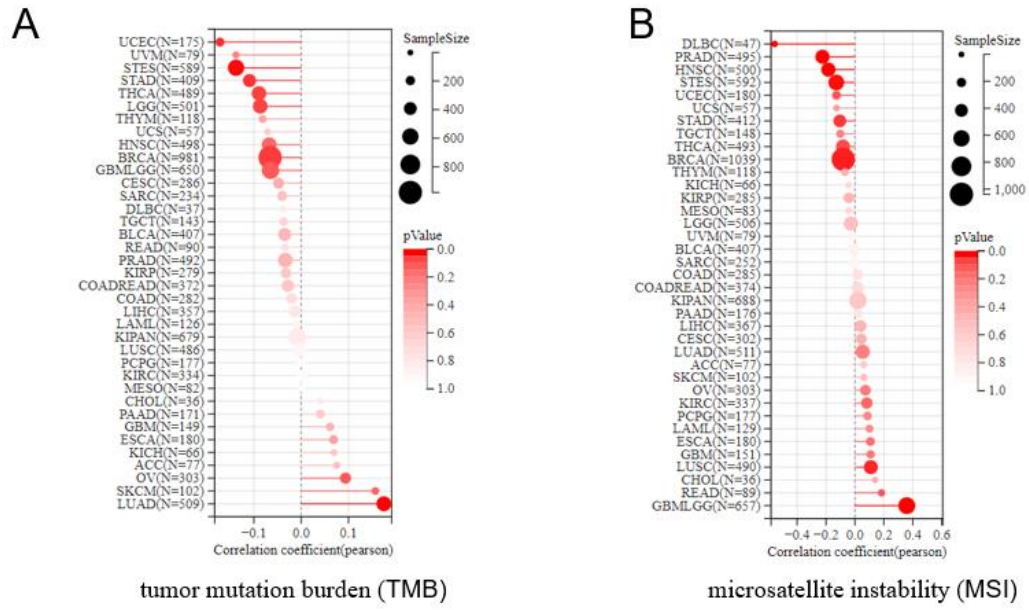 A
UCEC(N=175)
UVM(N=79)
STES(N=589)
STAD(N=409)
THCA(N=489)
LGG(N=501)
THYM(N=118)
UCS(N=57)
HNSC(N=498)
BRCA(N=981)
GBMLGG(N=650)
CESC(N=286)
SARC(N=234)
DLBC(N=37)
TGCT(N=143)
BLCA(N=407)
READ(N=90)
PRAD(N=492)
KIRP(N=279)
COADREAD(N=372)
COAD(N=282)
LIHC(N=357)
LAML(N=126)
KIPAN(N=679)
LUSC(N=486)
PCPG(N=177)
KIRC(N=334)
MESO(N=82)
CHOL(N=36)
PAAD(N=171)
GBM(N=149)
ESCA(N=180)
KICH(N=66)
ACC(N=77)
OV(N=303)
SKCM(N=102)
LUAD(N=509)
−0.1 0.0 0.1
Correlation coefficient(pearson)
SampleSize
200
400
600
800
pValue
0.0
0.2
0.4
0.6
0.8
1.0
tumor mutation burden (TMB)
B
DLBC(N=47)
PRAD(N=495)
HNSC(N=500)
STES(N=592)
UCEC(N=180)
UCS(N=57)
STAD(N=412)
TGCT(N=148)
THCA(N=493)
BRCA(N=1039)
THYM(N=118)
KICH(N=66)
KIRP(N=285)
MESO(N=83)
LGG(N=506)
UVM(N=79)
BLCA(N=407)
SARC(N=252)
COAD(N=285)
COADREAD(N=374)
KIPAN(N=688)
PAAD(N=176)
LIHC(N=367)
CESC(N=302)
LUAD(N=511)
ACC(N=77)
SKCM(N=102)
OV(N=303)
KIRC(N=337)
PCPG(N=177)
LAML(N=129)
ESCA(N=180)
GBM(N=151)
LUSC(N=490)
CHOL(N=36)
READ(N=89)
GBMLGG(N=657)
−0.4 −0.2 0.0 0.2 0.4 0.6
Correlation coefficient(pearson)
SampleSize
200
400
600
800
1,000
pValue
0.0
0.2
0.4
0.6
0.8
1.0
microsatellite instability (MSI)